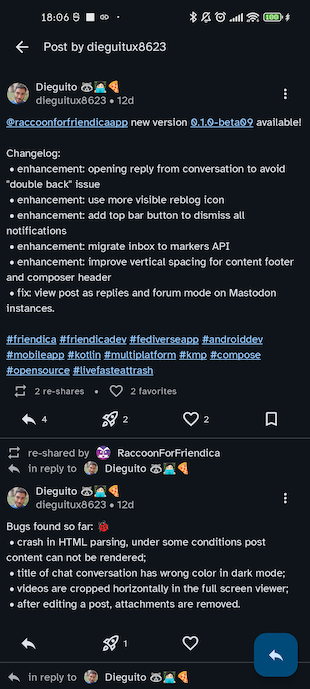 18:06
Post by dieguitux8623
Dieguito 🦝🧑🏻‍💻🍕
dieguitux8623 • 12d
@raccoonforfriendicaapp new version 0.1.0-beta09 available!
Changelog:
• enhancement: opening reply from conversation to avoid
"double back" issue
• enhancement: use more visible reblog icon
• enhancement: add top bar button to dismiss all
notifications
• enhancement: migrate inbox to markers API
• enhancement: improve vertical spacing for content footer
and composer header
• fix: view post as replies and forum mode on Mastodon
instances.
#friendica #friendicadev #fediverseapp #androiddev
#mobileapp #kotlin #multiplatform #kmp #compose
#opensource #livefasteattrash
2 re-shares • 2 favorites
4 2 2
re-shared by RaccoonForFriendica
in reply to Dieguito 🦝🧑🏻‍💻🍕
Dieguito 🦝🧑🏻‍💻🍕
dieguitux8623 • 12d
Bugs found so far: 🐞
• crash in HTML parsing, under some conditions post
content can not be rendered;
• title of chat conversation has wrong color in dark mode;
• videos are cropped horizontally in the full screen viewer;
• after editing a post, attachments are removed.
1
in reply to Dieguito 🦝🧑🏻‍💻🍕